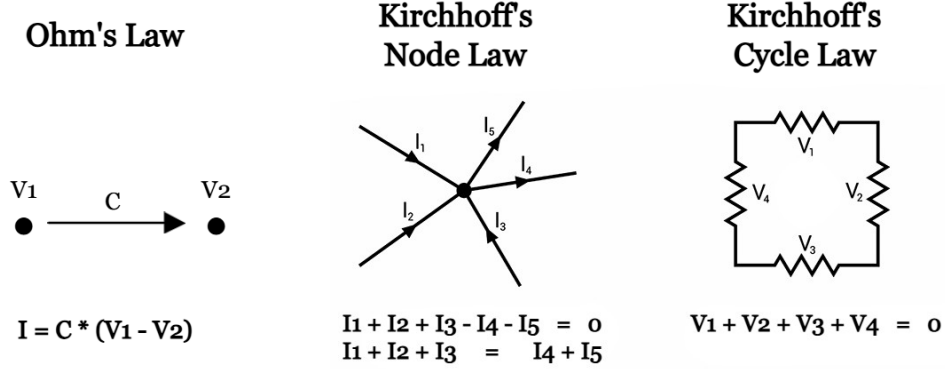 Ohm's Law
V1
C
V2
I = C * (V1 - V2)
Kirchhoff's
Node Law
I₁
I₅
I₄
I₂
I₃
I1 + I2 + I3 - I4 - I5 = 0
I1 + I2 + I3 = I4 + I5
Kirchhoff's
Cycle Law
V₁
V₄
V₂
V₃
V1 + V2 + V3 + V4 = 0